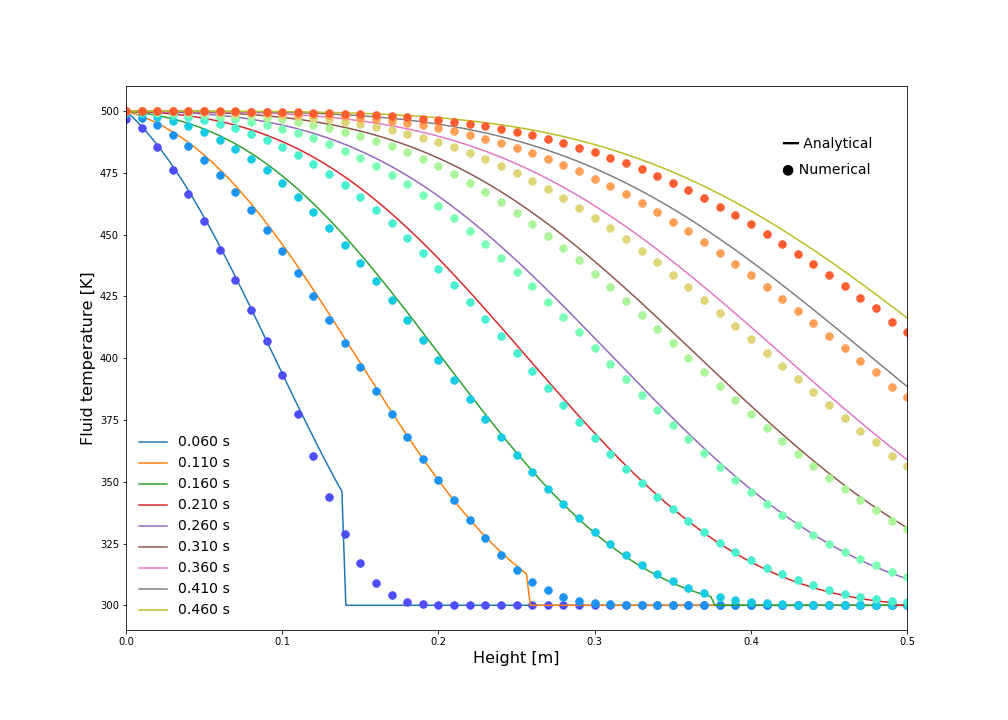 500
475
450
425
400
375
350
325
300
Fluid temperature [K]
Analytical
Numerical
0.060 s
0.110 s
0.160 s
0.210 s
0.260 s
0.310 s
0.360 s
0.410 s
0.460 s
0.0 0.1 0.2 0.3 0.4 0.5
Height [m]